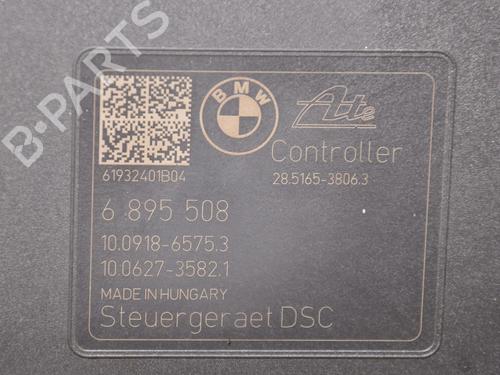 B-PARTS
BMW
Ate
Controller
61932401B04
28.5165-3806.3
6 895 508
10.0918-6575.3
10.0627-3582.1
MADE IN HUNGARY
Steuergeraet DSC